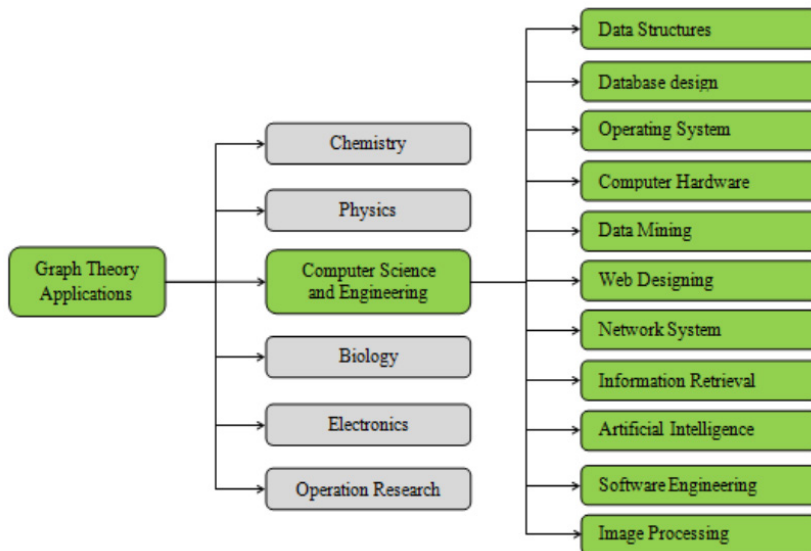 Graph Theory
Applications
Chemistry
Physics
Computer Science
and Engineering
Biology
Electronics
Operation Research
Data Structures
Database design
Operating System
Computer Hardware
Data Mining
Web Designing
Network System
Information Retrieval
Artificial Intelligence
Software Engineering
Image Processing